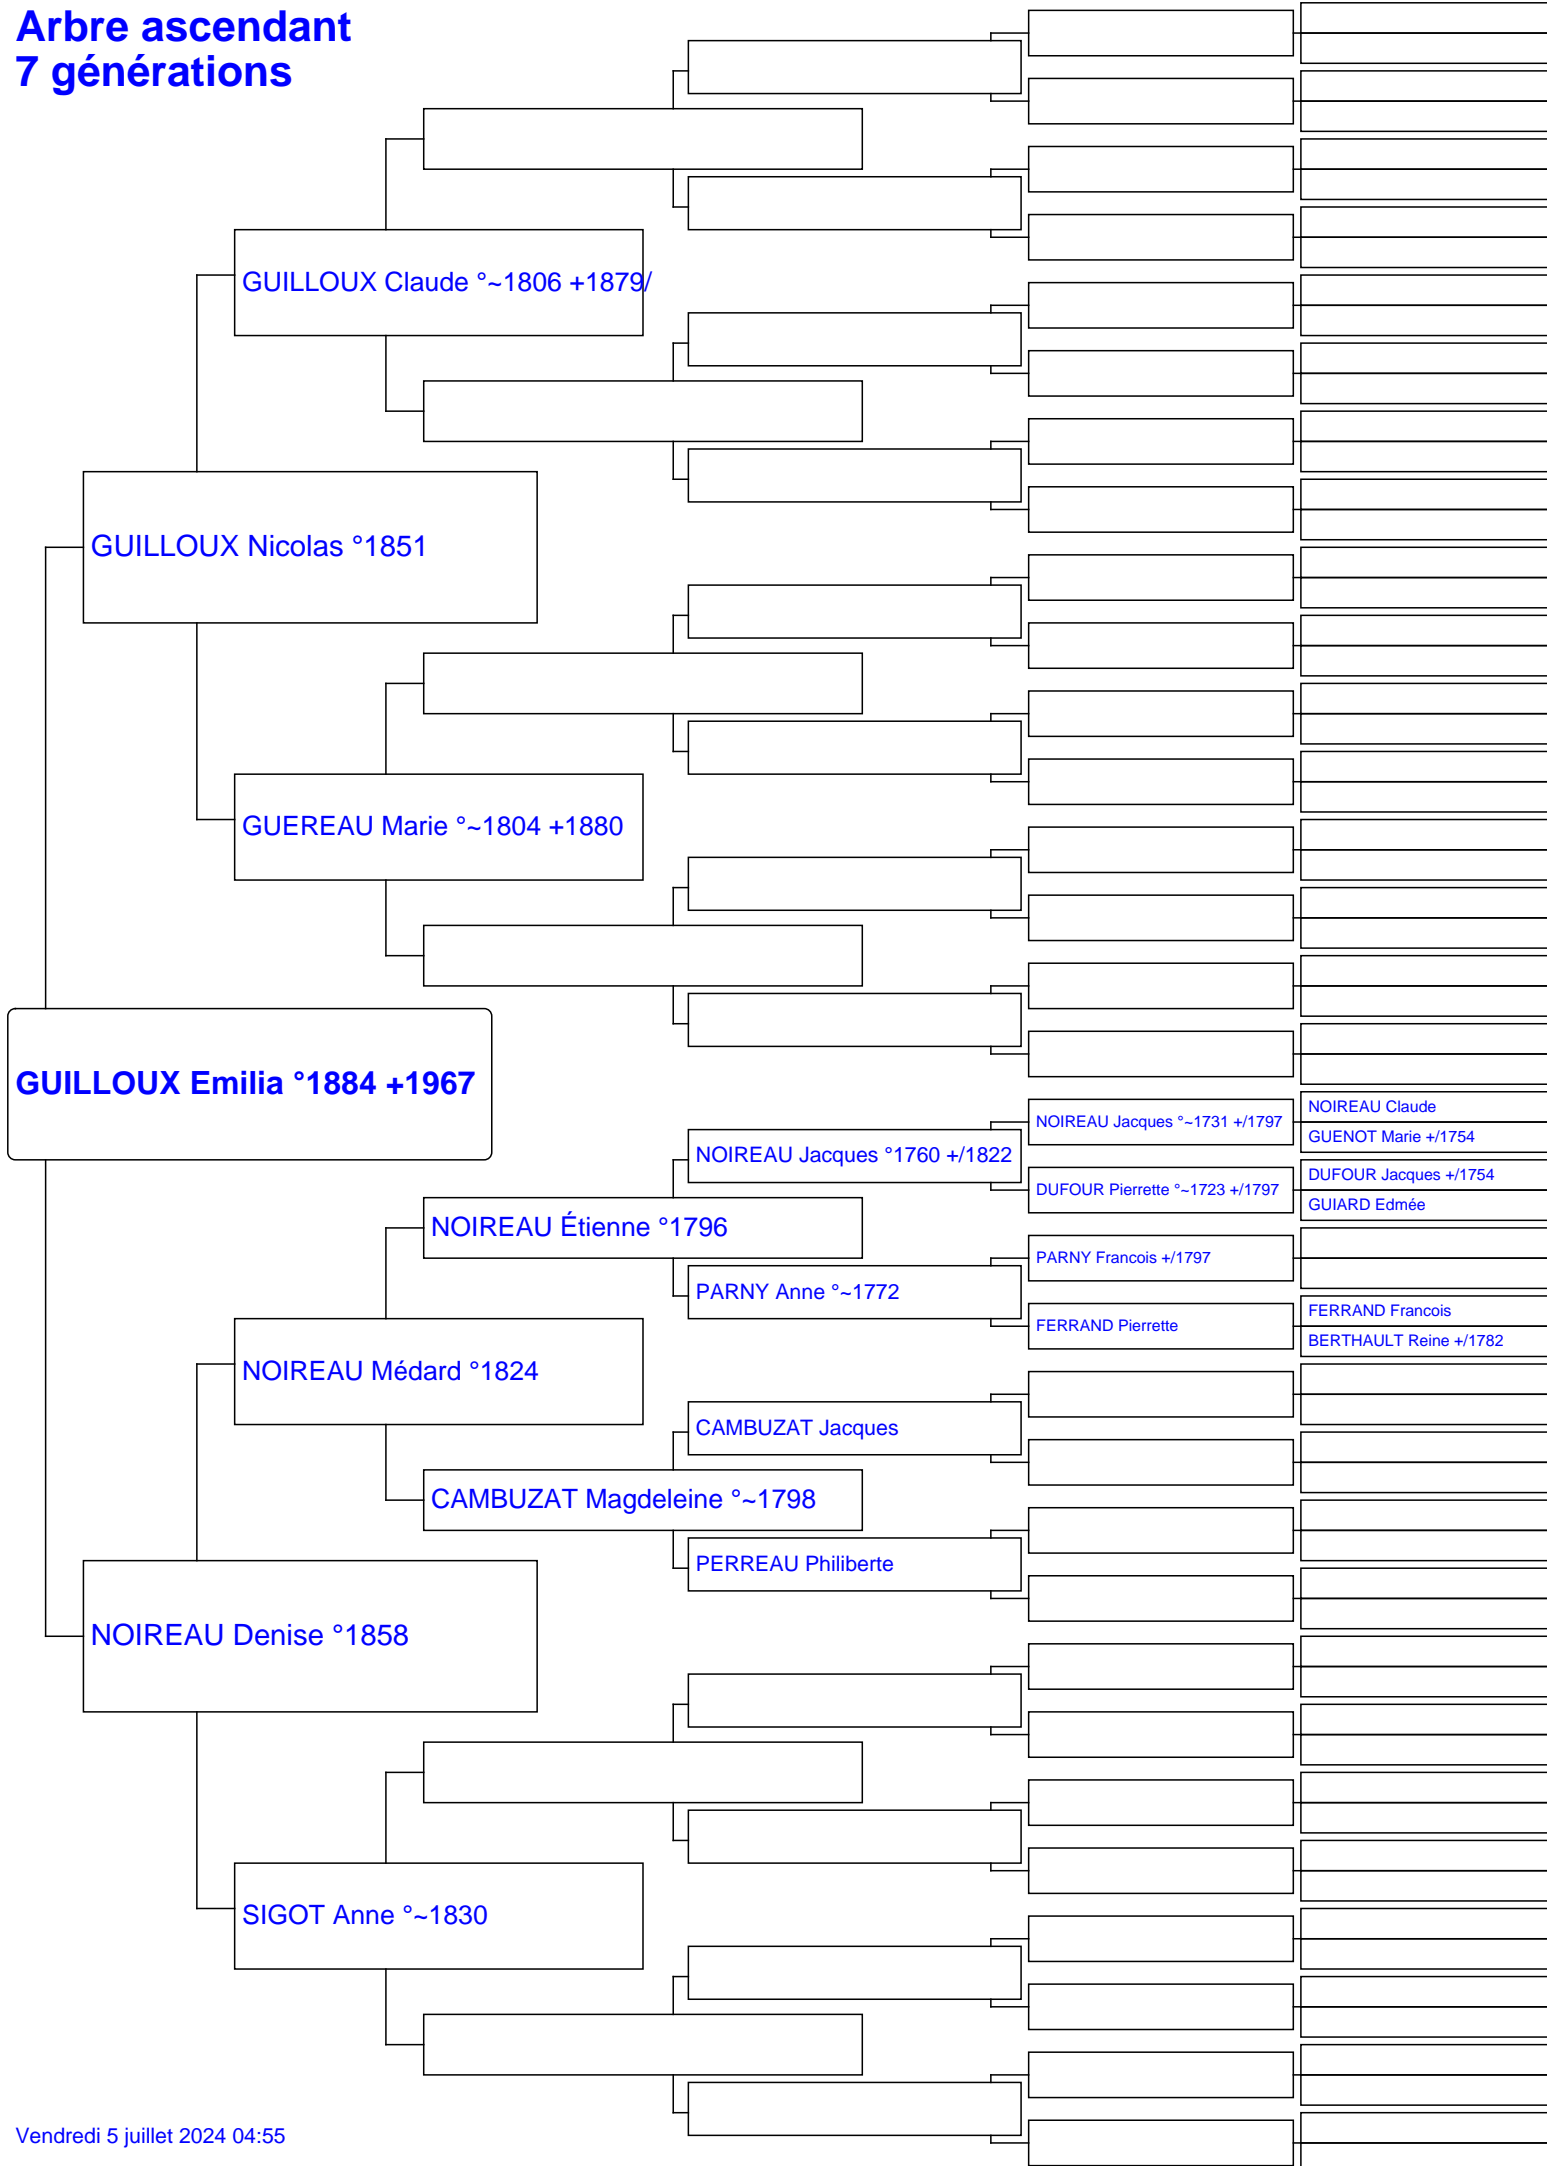 Arbre ascendant
7 générations
GUILLOUX Claude °~1806 +1879/
GUILLOUX Nicolas °1851
GUEREAU Marie °~1804 +1880
GUILLOUX Emilia °1884 +1967
NOIREAU Claude
NOIREAU Jacques °~1731 +/1797
GUENOT Marie +/1754
NOIREAU Jacques °1760 +/1822
DUFOUR Jacques +/1754
DUFOUR Pierrette °~1723 +/1797
GUIARD Edmée
NOIREAU Étienne °1796
PARNY Francois +/1797
PARNY Anne °~1772
FERRAND Francois
FERRAND Pierrette
BERTHAULT Reine +/1782
NOIREAU Médard °1824
CAMBUZAT Jacques
CAMBUZAT Magdeleine °~1798
PERREAU Philiberte
NOIREAU Denise °1858
SIGOT Anne °~1830
Vendredi 5 juillet 2024 04:55